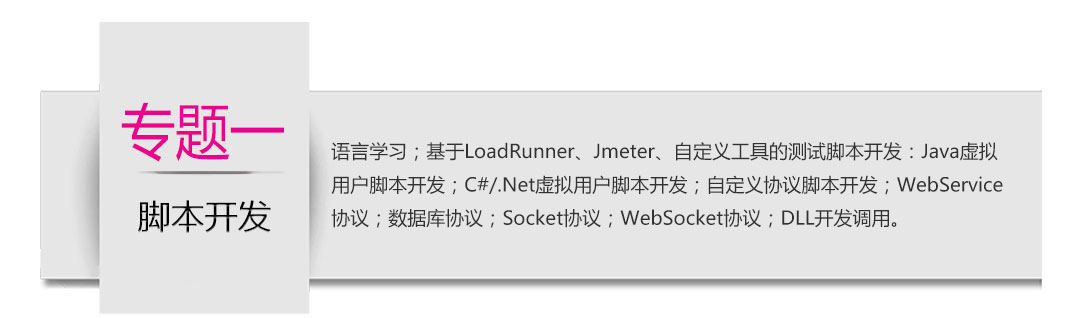 专题一
脚本开发
语言学习；基于LoadRunner、Jmeter、自定义工具的测试脚本开发：Java虚拟
用户脚本开发；C#/.Net虚拟用户脚本开发；自定义协议脚本开发；WebService
协议；数据库协议；Socket协议；WebSocket协议；DLL开发调用。